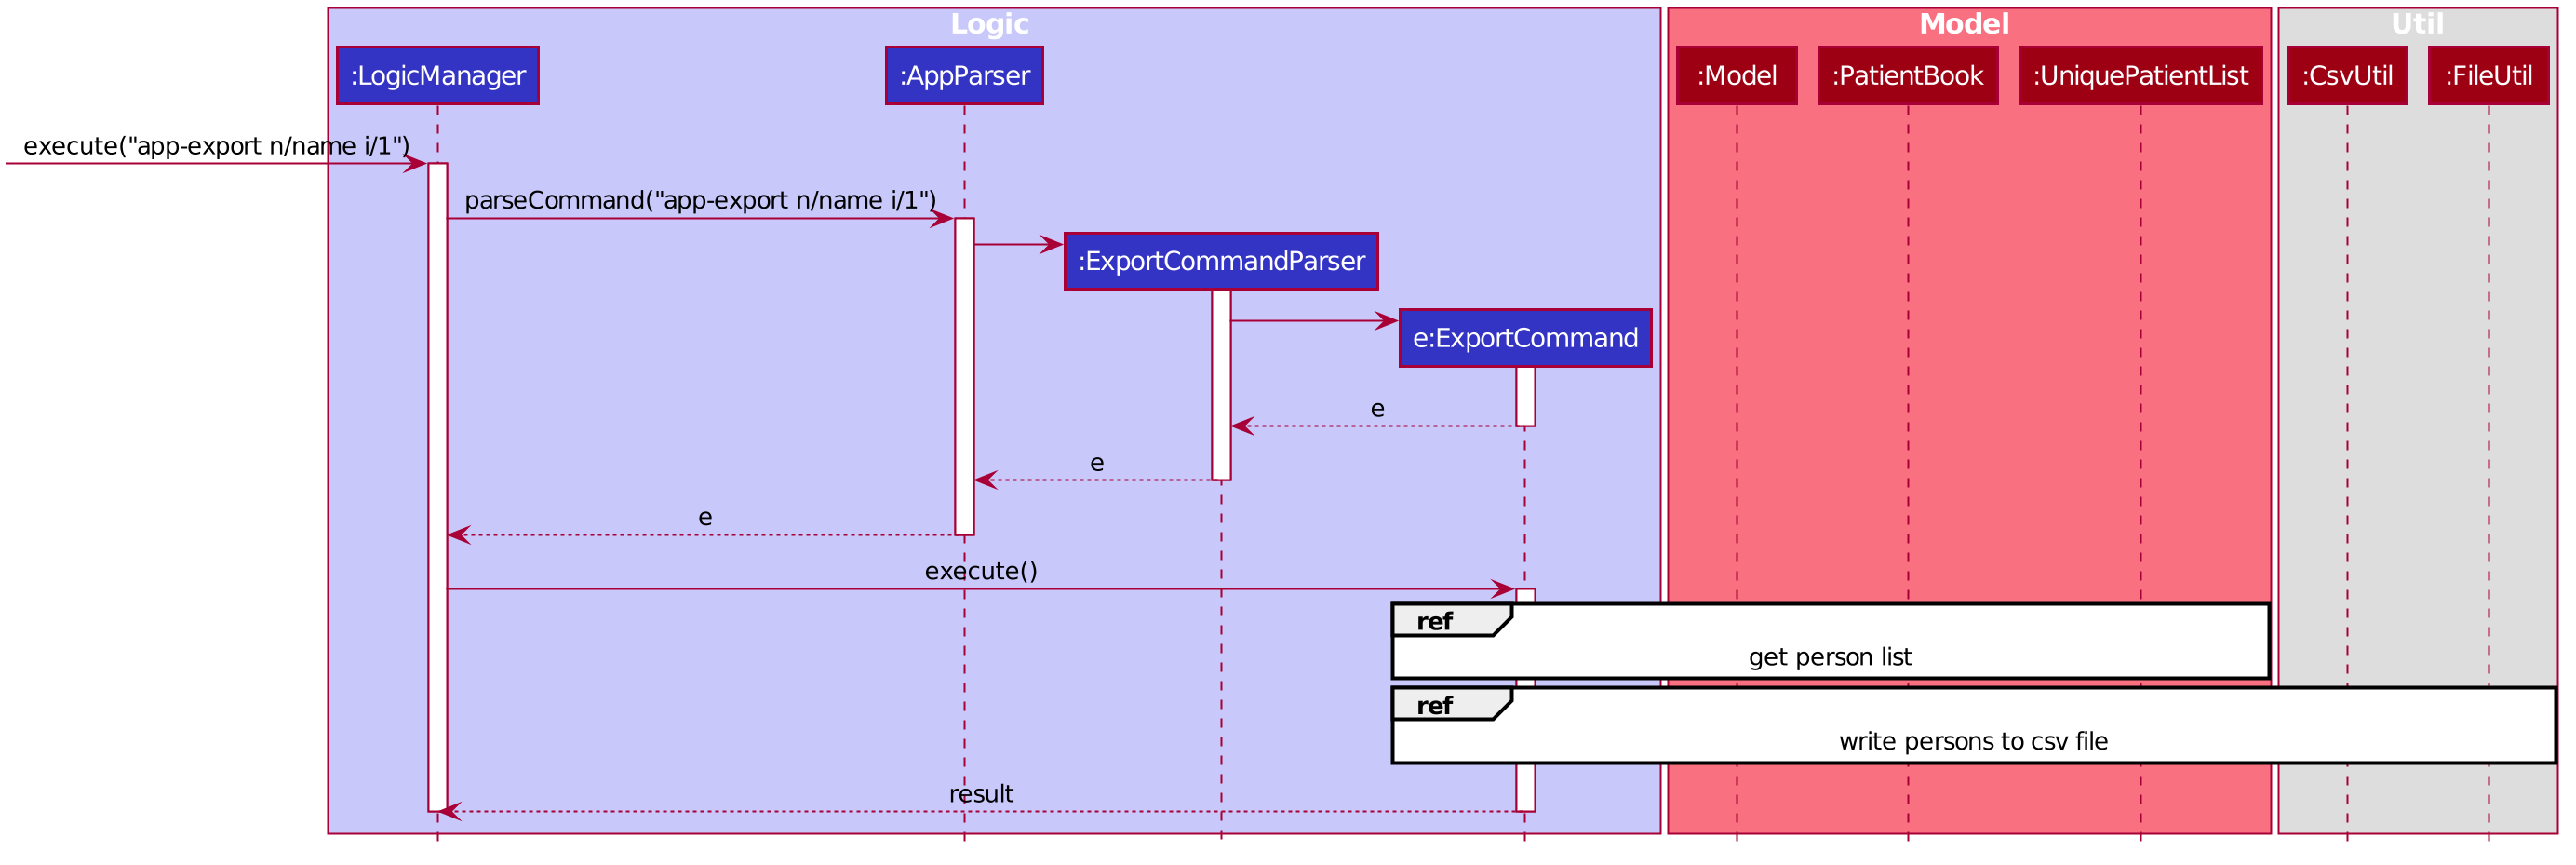 Logic
Model
Util
:LogicManager
:AppParser
:Model
:PatientBook
:UniquePatientList
:CsvUtil
:FileUtil
execute("app-export n/name i/1")
parseCommand("app-export n/name i/1")
:ExportCommandParser
e:ExportCommand
e
e
e
execute()
ref
get person list
ref
write persons to csv file
result